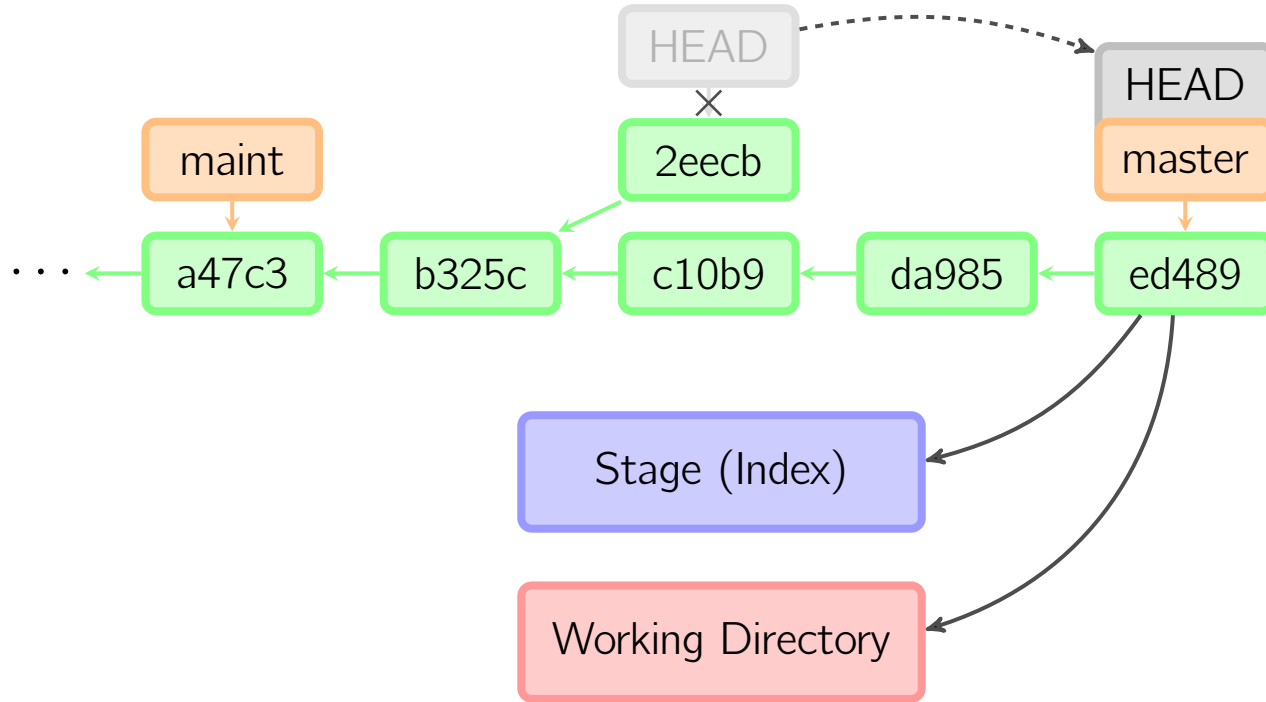 HEAD
HEAD
maint
2eecb
master
...
a47c3
b325c
c10b9
da985
ed489
Stage (Index)
Working Directory